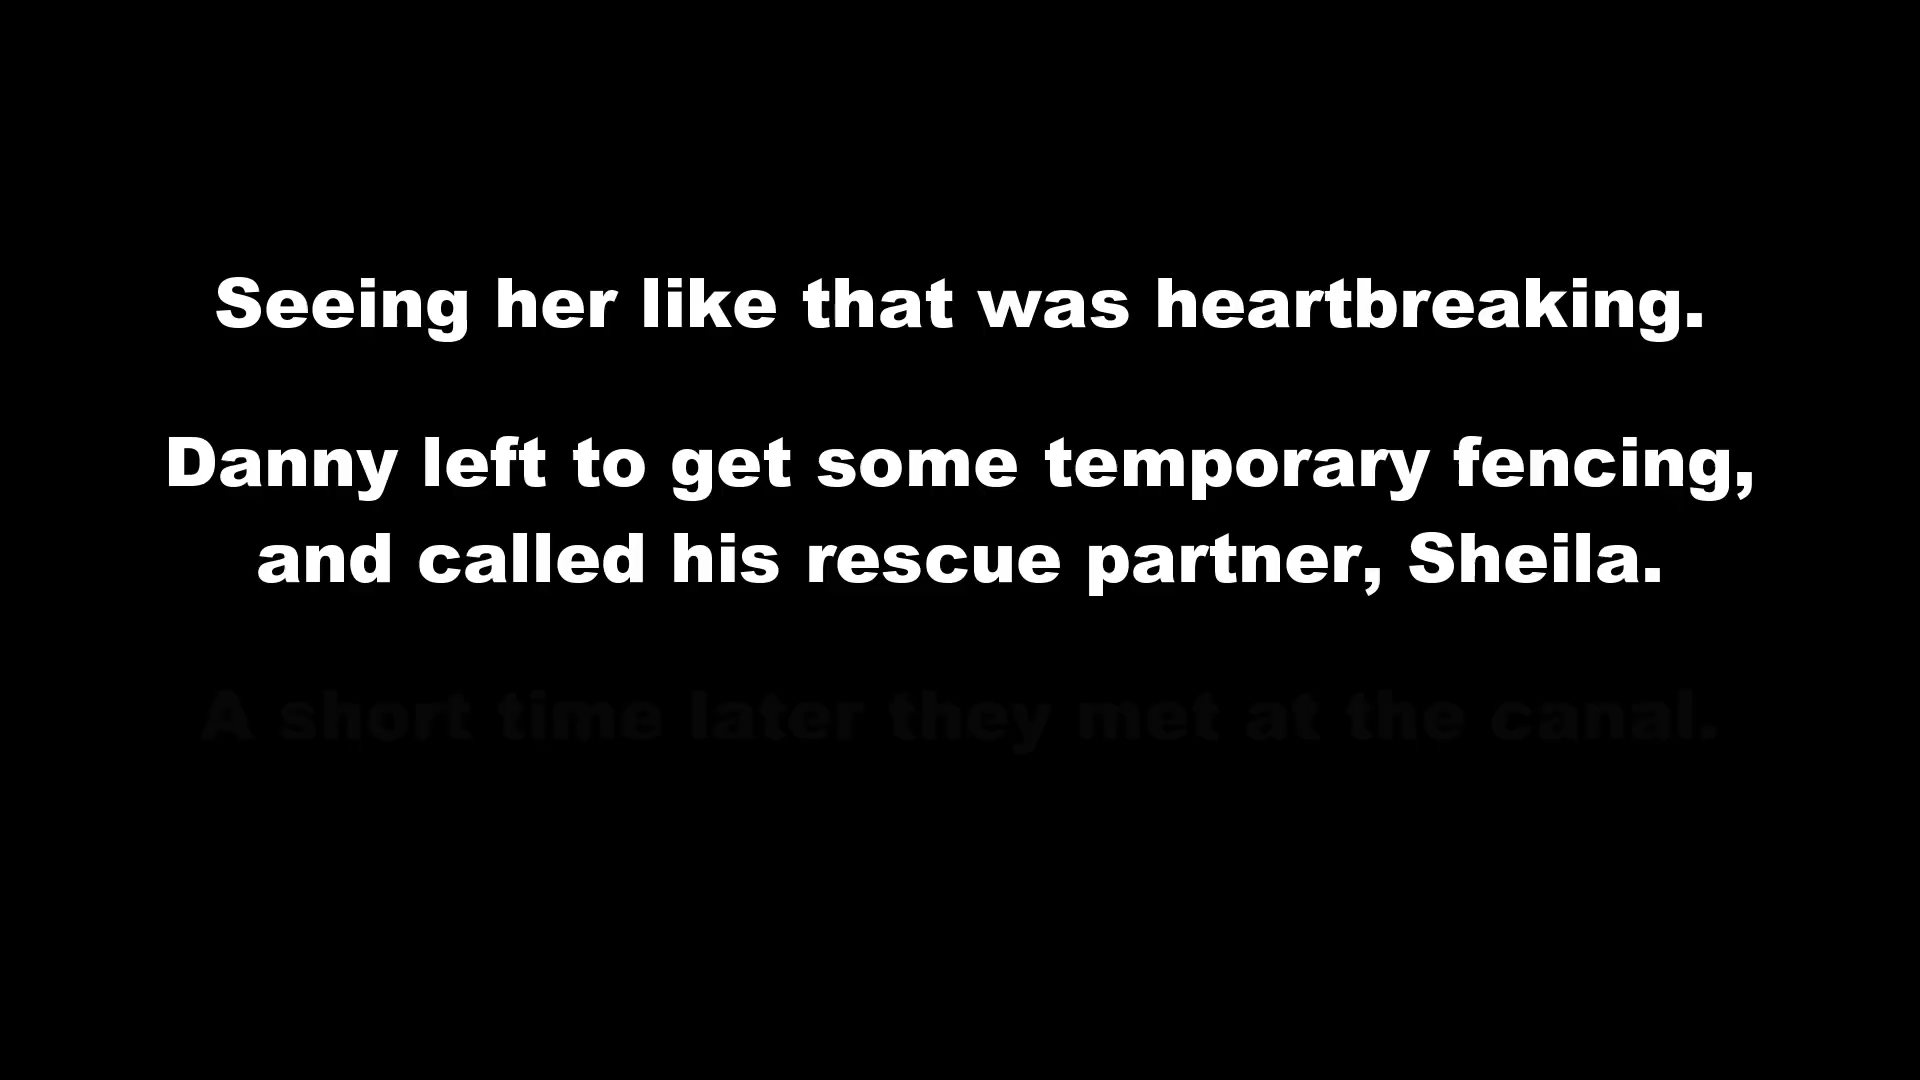 Seeing her like that was heartbreaking.
Danny left to get some temporary fencing,
and called his rescue partner, Sheila.
A short time later they met at the canal.